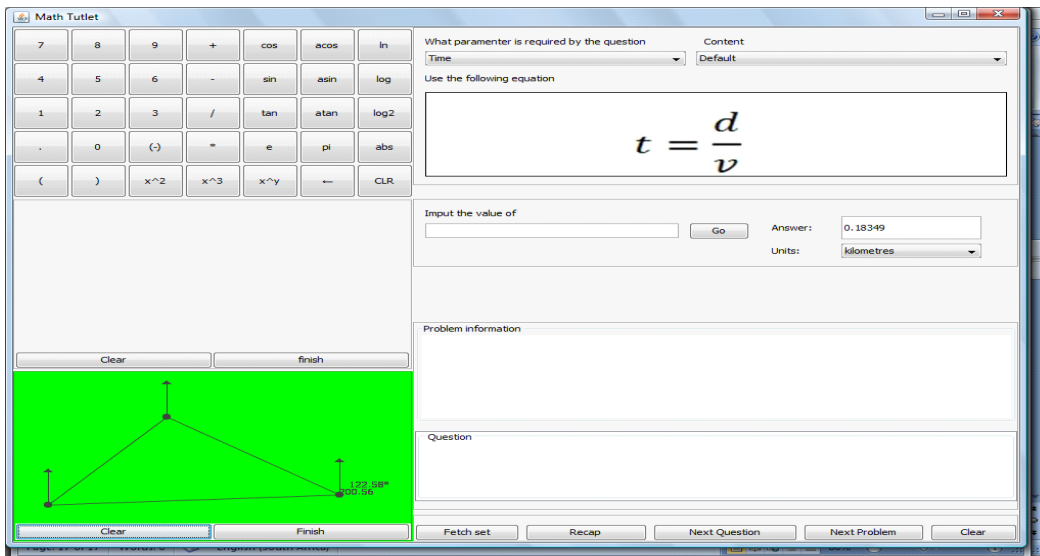 Math Tutlet
7 8 9 + cos acos ln
4 5 6 - sin asin log
1 2 3 / tan atan log2
. 0 (-) * e pi abs
( ) x^2 x^3 x^y ← CLR
Clear finish
122.58°
200.56
Clear Finish
What paramenter is required by the question Content
Time Default
Use the following equation
t = d/v
Imput the value of
Go Answer: 0.18349
Units: kilometres
Problem information
Question
Fetch set Recap Next Question Next Problem Clear